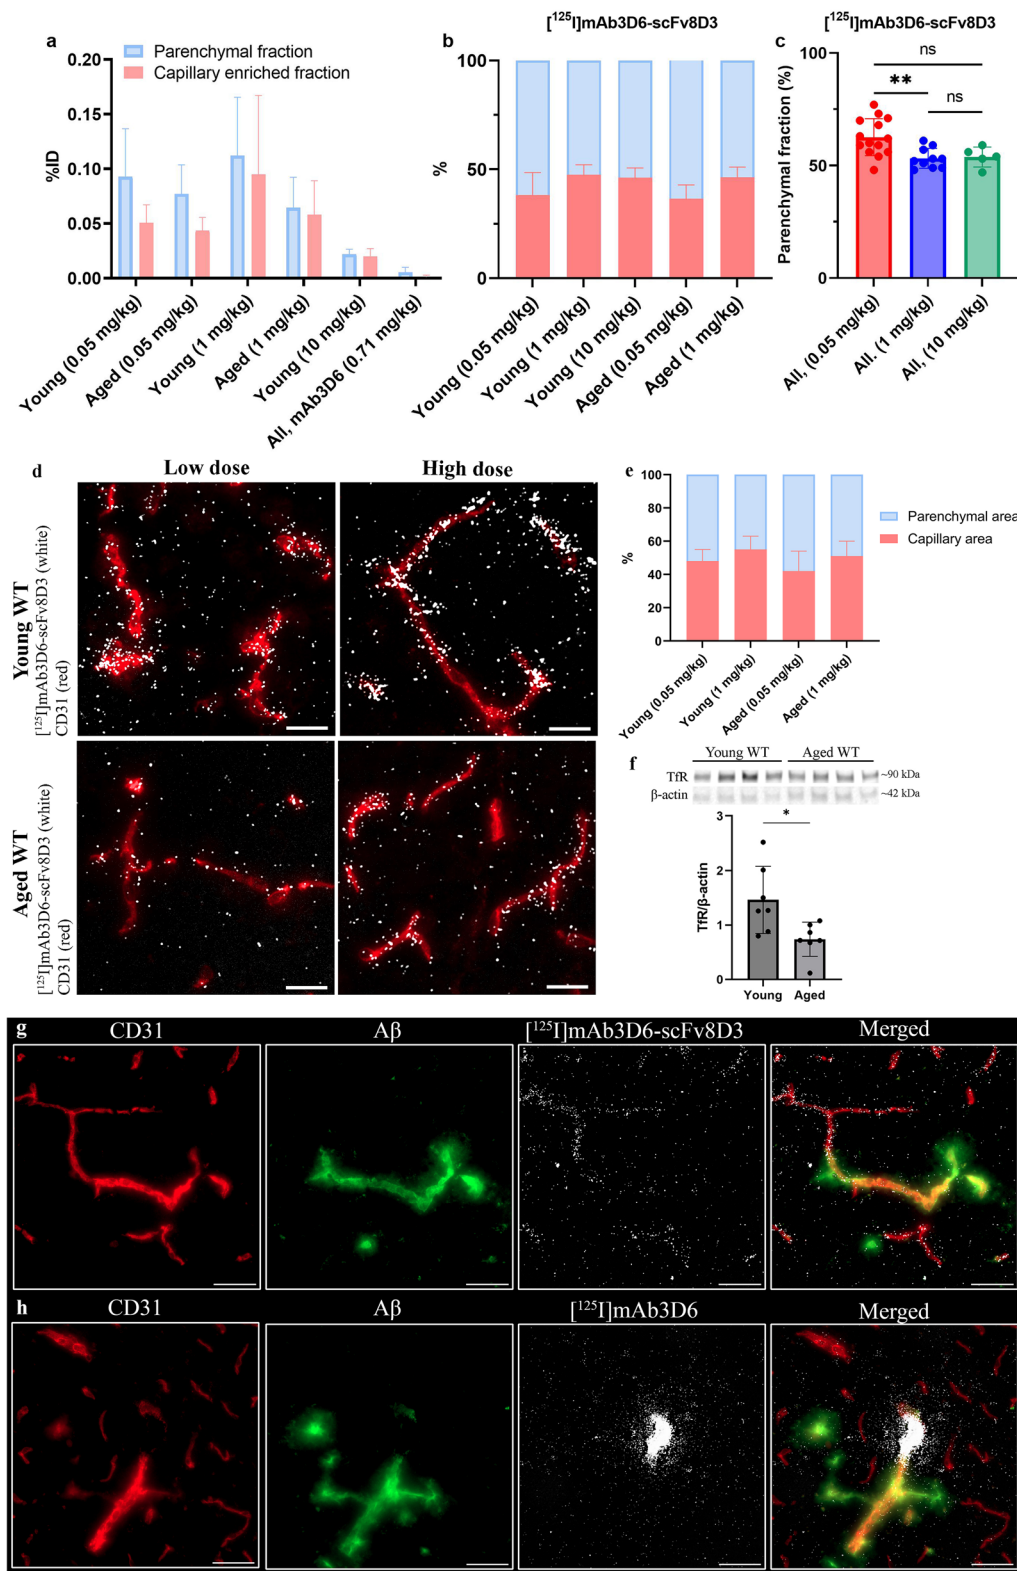 a
0.20
0.15
0.10
0.05
0.00
%ID
Parenchymal fraction
Capillary enriched fraction
Young (0.05 mg/kg)
Aged (0.05 mg/kg)
Young (1 mg/kg)
Aged (1 mg/kg)
Young (10 mg/kg)
All, mAb3D6 (0.71 mg/kg)
b
[¹²⁵I]mAb3D6-scFv8D3
100
50
0
%
Young (0.05 mg/kg)
Young (1 mg/kg)
Young (10 mg/kg)
Aged (0.05 mg/kg)
Aged (1 mg/kg)
[¹²⁵I]mAb3D6-scFv8D3
c
100
50
0
Parenchymal fraction (%)
ns
**
ns
All, (0.05 mg/kg)
All. (1 mg/kg)
All, (10 mg/kg)
d
Low dose
High dose
Young WT
[¹²⁵I]mAb3D6-scFv8D3 (white)
CD31 (red)
Aged WT
[¹²⁵I]mAb3D6-scFv8D3 (white)
CD31 (red)
e
100
80
60
40
20
0
%
Parenchymal area
Capillary area
Young (0.05 mg/kg)
Young (1 mg/kg)
Aged (0.05 mg/kg)
Aged (1 mg/kg)
f
Young WT
Aged WT
TfR
~90 kDa
β-actin
~42 kDa
3
2
1
0
TfR/β-actin
*
Young
Aged
g
CD31
Aβ
[¹²⁵I]mAb3D6-scFv8D3
Merged
h
CD31
Aβ
[¹²⁵I]mAb3D6
Merged